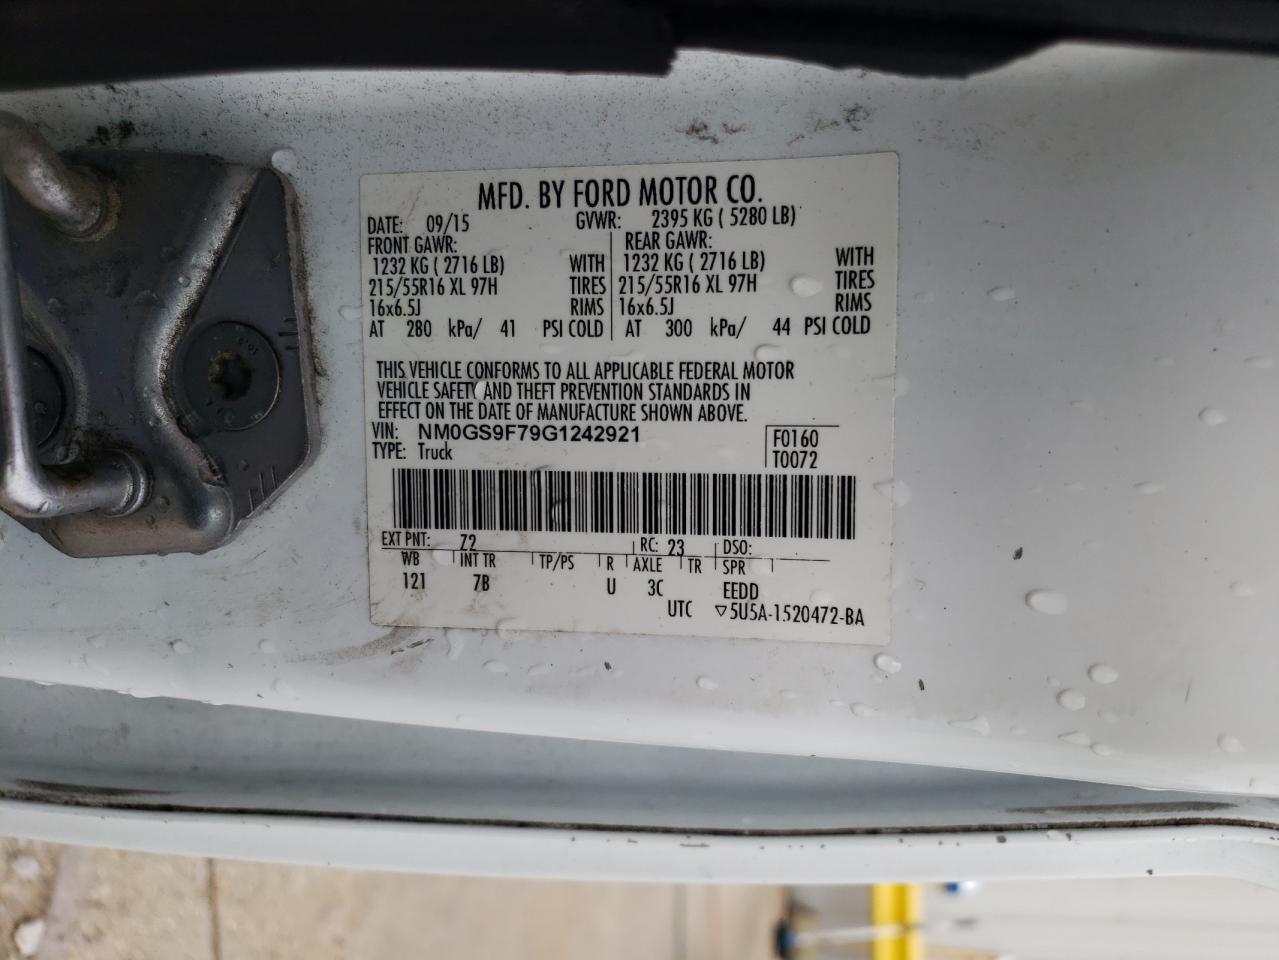 MFD. BY FORD MOTOR CO.
DATE: 09/15 GVWR: 2395 KG ( 5280 LB)
FRONT GAWR: REAR GAWR:
1232 KG ( 2716 LB) WITH 1232 KG ( 2716 LB) WITH
215/55R16 XL 97H TIRES 215/55R16 XL 97H TIRES
16x6.5J RIMS 16x6.5J RIMS
AT 280 kPa/ 41 PSI COLD AT 300 kPa/ 44 PSI COLD
THIS VEHICLE CONFORMS TO ALL APPLICABLE FEDERAL MOTOR
VEHICLE SAFETY AND THEFT PREVENTION STANDARDS IN
EFFECT ON THE DATE OF MANUFACTURE SHOWN ABOVE.
VIN: NM0GS9F79G1242921 F0160
TYPE: Truck T0072
EXT PNT: Z2 RC: 23 DSO:
WB INT TR TP/PS R AXLE TR SPR
121 7B U 3C EEDD
UTC ▽5U5A-1520472-BA